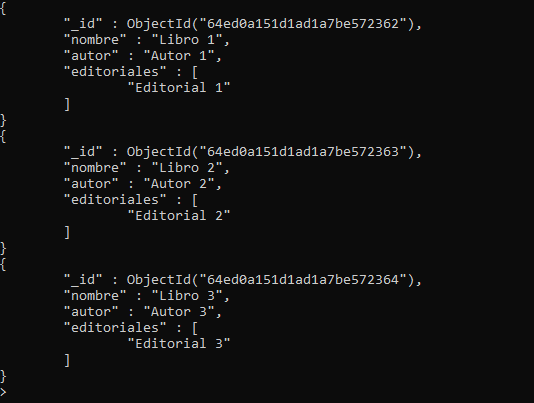 {
"_id" : ObjectId("64ed0a151d1ad1a7be572362"),
"nombre" : "Libro 1",
"autor" : "Autor 1",
"editoriales" : [
"Editorial 1"
]
}
{
"_id" : ObjectId("64ed0a151d1ad1a7be572363"),
"nombre" : "Libro 2",
"autor" : "Autor 2",
"editoriales" : [
"Editorial 2"
]
}
{
"_id" : ObjectId("64ed0a151d1ad1a7be572364"),
"nombre" : "Libro 3",
"autor" : "Autor 3",
"editoriales" : [
"Editorial 3"
]
}
>